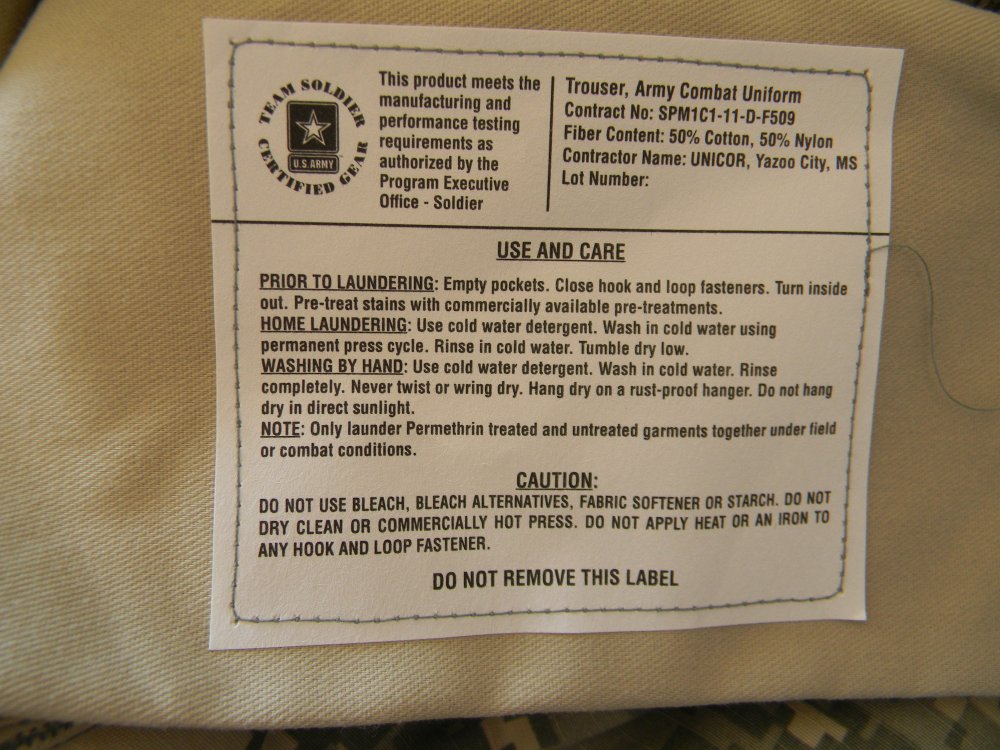 TEAM SOLDIER
U.S. ARMY
CERTIFIED GEAR
This product meets the
manufacturing and
performance testing
requirements as
authorized by the
Program Executive
Office - Soldier
Trouser, Army Combat Uniform
Contract No: SPM1C1-11-D-F509
Fiber Content: 50% Cotton, 50% Nylon
Contractor Name: UNICOR, Yazoo City, MS
Lot Number:
USE AND CARE
PRIOR TO LAUNDERING: Empty pockets. Close hook and loop fasteners. Turn inside
out. Pre-treat stains with commercially available pre-treatments.
HOME LAUNDERING: Use cold water detergent. Wash in cold water using
permanent press cycle. Rinse in cold water. Tumble dry low.
WASHING BY HAND: Use cold water detergent. Wash in cold water. Rinse
completely. Never twist or wring dry. Hang dry on a rust-proof hanger. Do not hang
dry in direct sunlight.
NOTE: Only launder Permethrin treated and untreated garments together under field
or combat conditions.
CAUTION:
DO NOT USE BLEACH, BLEACH ALTERNATIVES, FABRIC SOFTENER OR STARCH. DO NOT
DRY CLEAN OR COMMERCIALLY HOT PRESS. DO NOT APPLY HEAT OR AN IRON TO
ANY HOOK AND LOOP FASTENER.
DO NOT REMOVE THIS LABEL